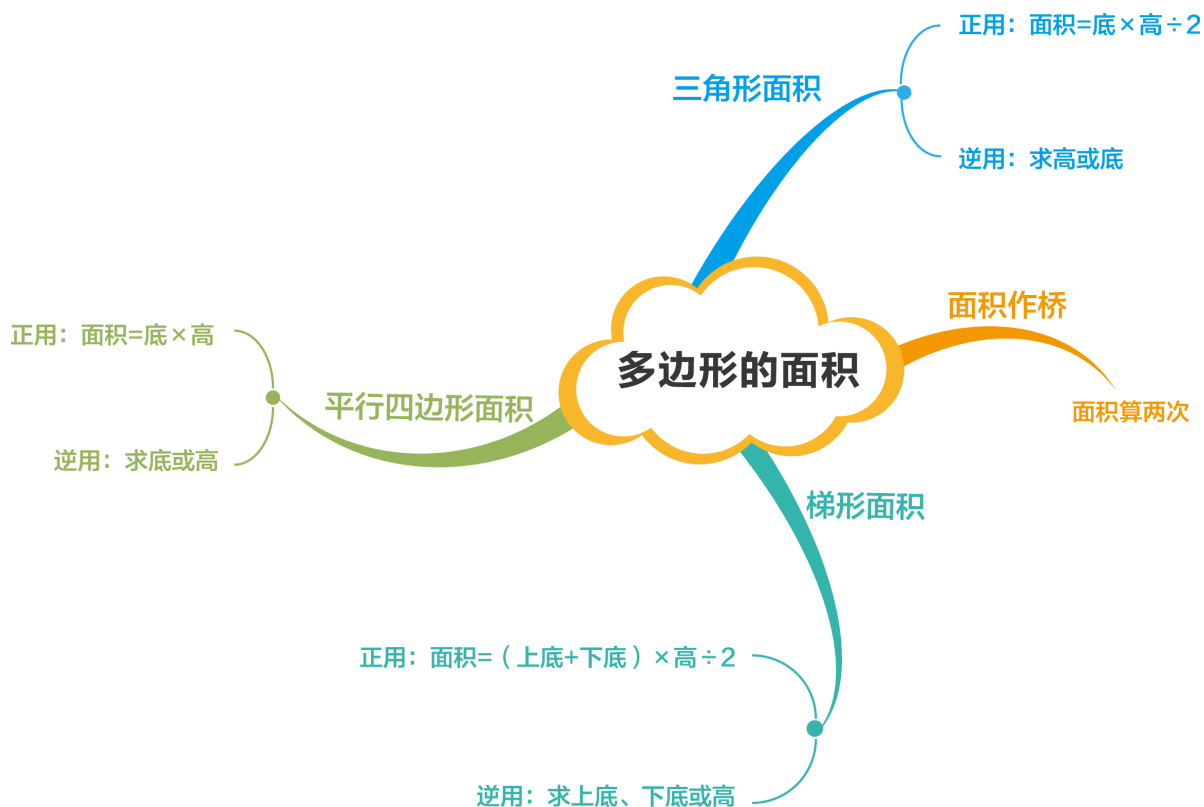 正用：面积=底×高÷2
三角形面积
逆用：求高或底
面积作桥
正用：面积=底×高
多边形的面积
平行四边形面积
面积算两次
逆用：求底或高
梯形面积
正用：面积=（上底+下底）×高÷2
逆用：求上底、下底或高